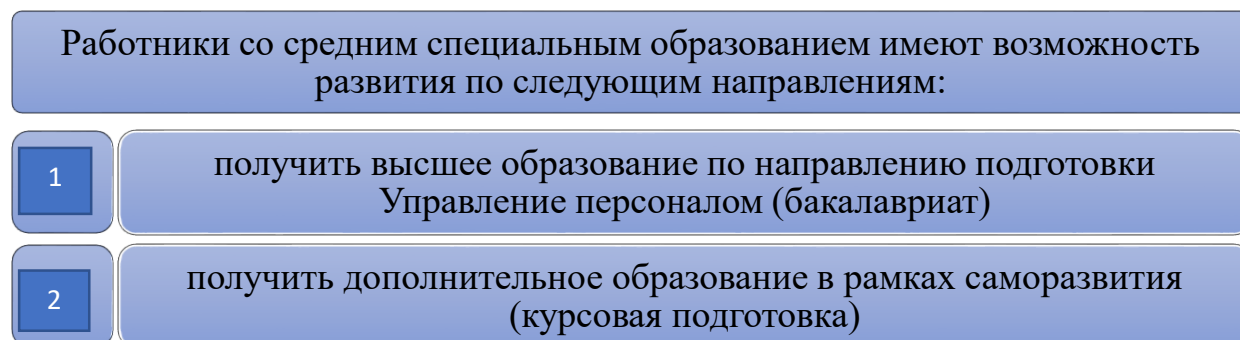 Работники со средним специальным образованием имеют возможность
развития по следующим направлениям:
1
получить высшее образование по направлению подготовки
Управление персоналом (бакалавриат)
2
получить дополнительное образование в рамках саморазвития
(курсовая подготовка)